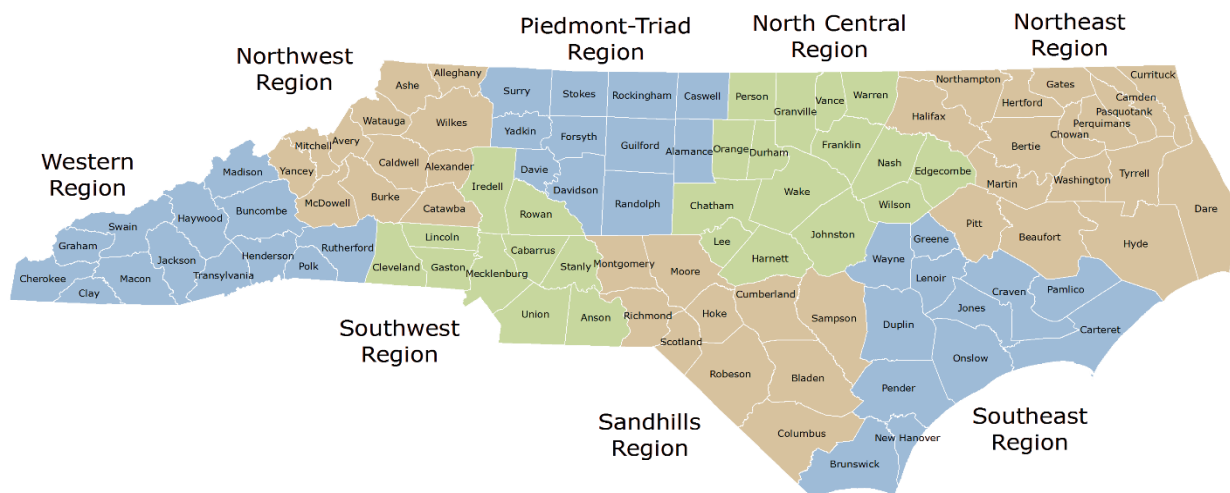 Piedmont-Triad
Region
North Central
Region
Northeast
Region
Northwest
Region
Western
Region
Southwest
Region
Sandhills
Region
Southeast
Region
Ashe
Alleghany
Watauga
Wilkes
Mitchell
Avery
Yancey
Caldwell
Alexander
McDowell
Burke
Catawba
Madison
Buncombe
Haywood
Swain
Graham
Cherokee
Clay
Macon
Jackson
Transylvania
Henderson
Polk
Rutherford
Surry
Stokes
Rockingham
Caswell
Yadkin
Forsyth
Guilford
Alamance
Davie
Davidson
Randolph
Iredell
Rowan
Lincoln
Cleveland
Gaston
Cabarrus
Mecklenburg
Stanly
Union
Anson
Person
Granville
Vance
Warren
Orange
Durham
Franklin
Nash
Edgecombe
Chatham
Wake
Wilson
Lee
Harnett
Johnston
Montgomery
Moore
Richmond
Scotland
Hoke
Cumberland
Sampson
Robeson
Bladen
Columbus
Northampton
Halifax
Hertford
Gates
Currituck
Camden
Pasquotank
Perquimans
Chowan
Bertie
Martin
Washington
Tyrrell
Dare
Pitt
Beaufort
Hyde
Greene
Wayne
Lenoir
Craven
Pamlico
Jones
Carteret
Duplin
Onslow
Pender
New Hanover
Brunswick